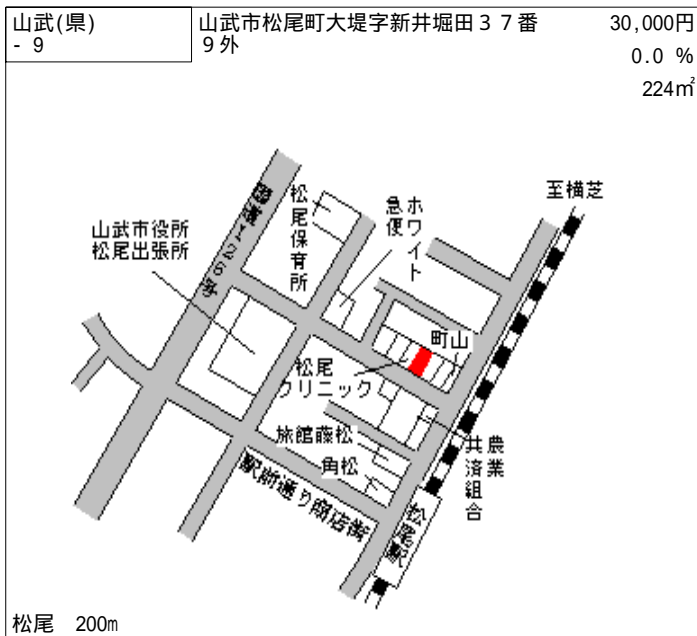 山武(県)
- 9
山武市松尾町大堤字新井堀田37番
9外
30,000円
0.0 %
224㎡
至横芝
国道126号
松尾保育所
ホワイト
急便
山武市役所
松尾出張所
町山
松尾
クリニック
旅館藤松
角松
農業
共済組合
駅前通り商店街
松尾駅
松尾 200m